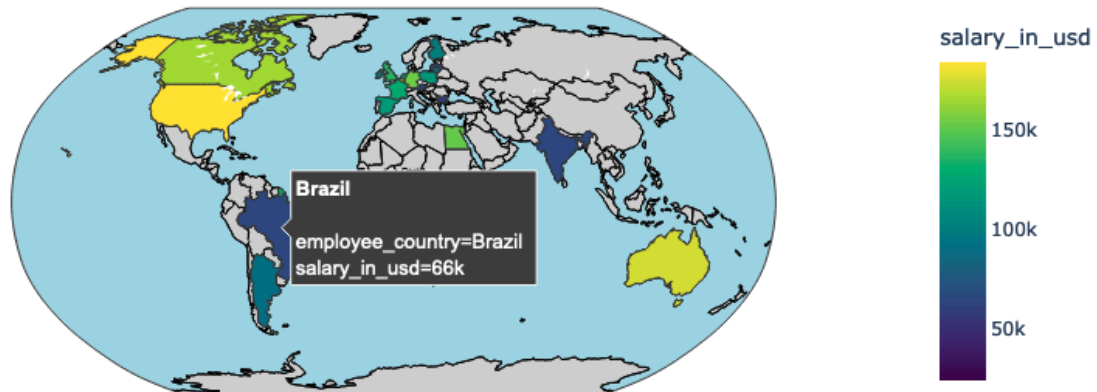 salary_in_usd
150k
100k
50k
Brazil
employee_country=Brazil
salary_in_usd=66k